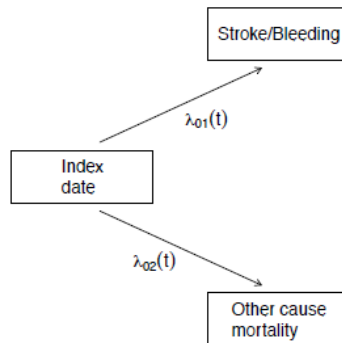 Stroke/Bleeding
λ₀₁(t)
Index
date
λ₀₂(t)
Other cause
mortality